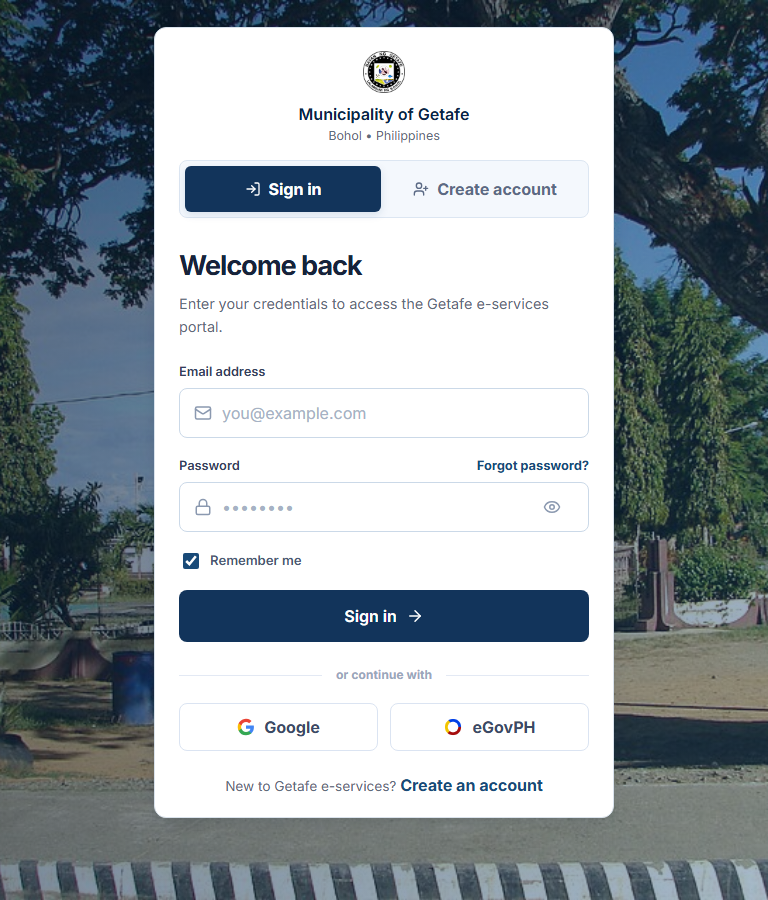 Municipality of Getafe
Bohol • Philippines
Sign in
Create account
Welcome back
Enter your credentials to access the Getafe e-services
portal.
Email address
you@example.com
Password
Forgot password?
••••••••
Remember me
Sign in
or continue with
Google
eGovPH
New to Getafe e-services? Create an account